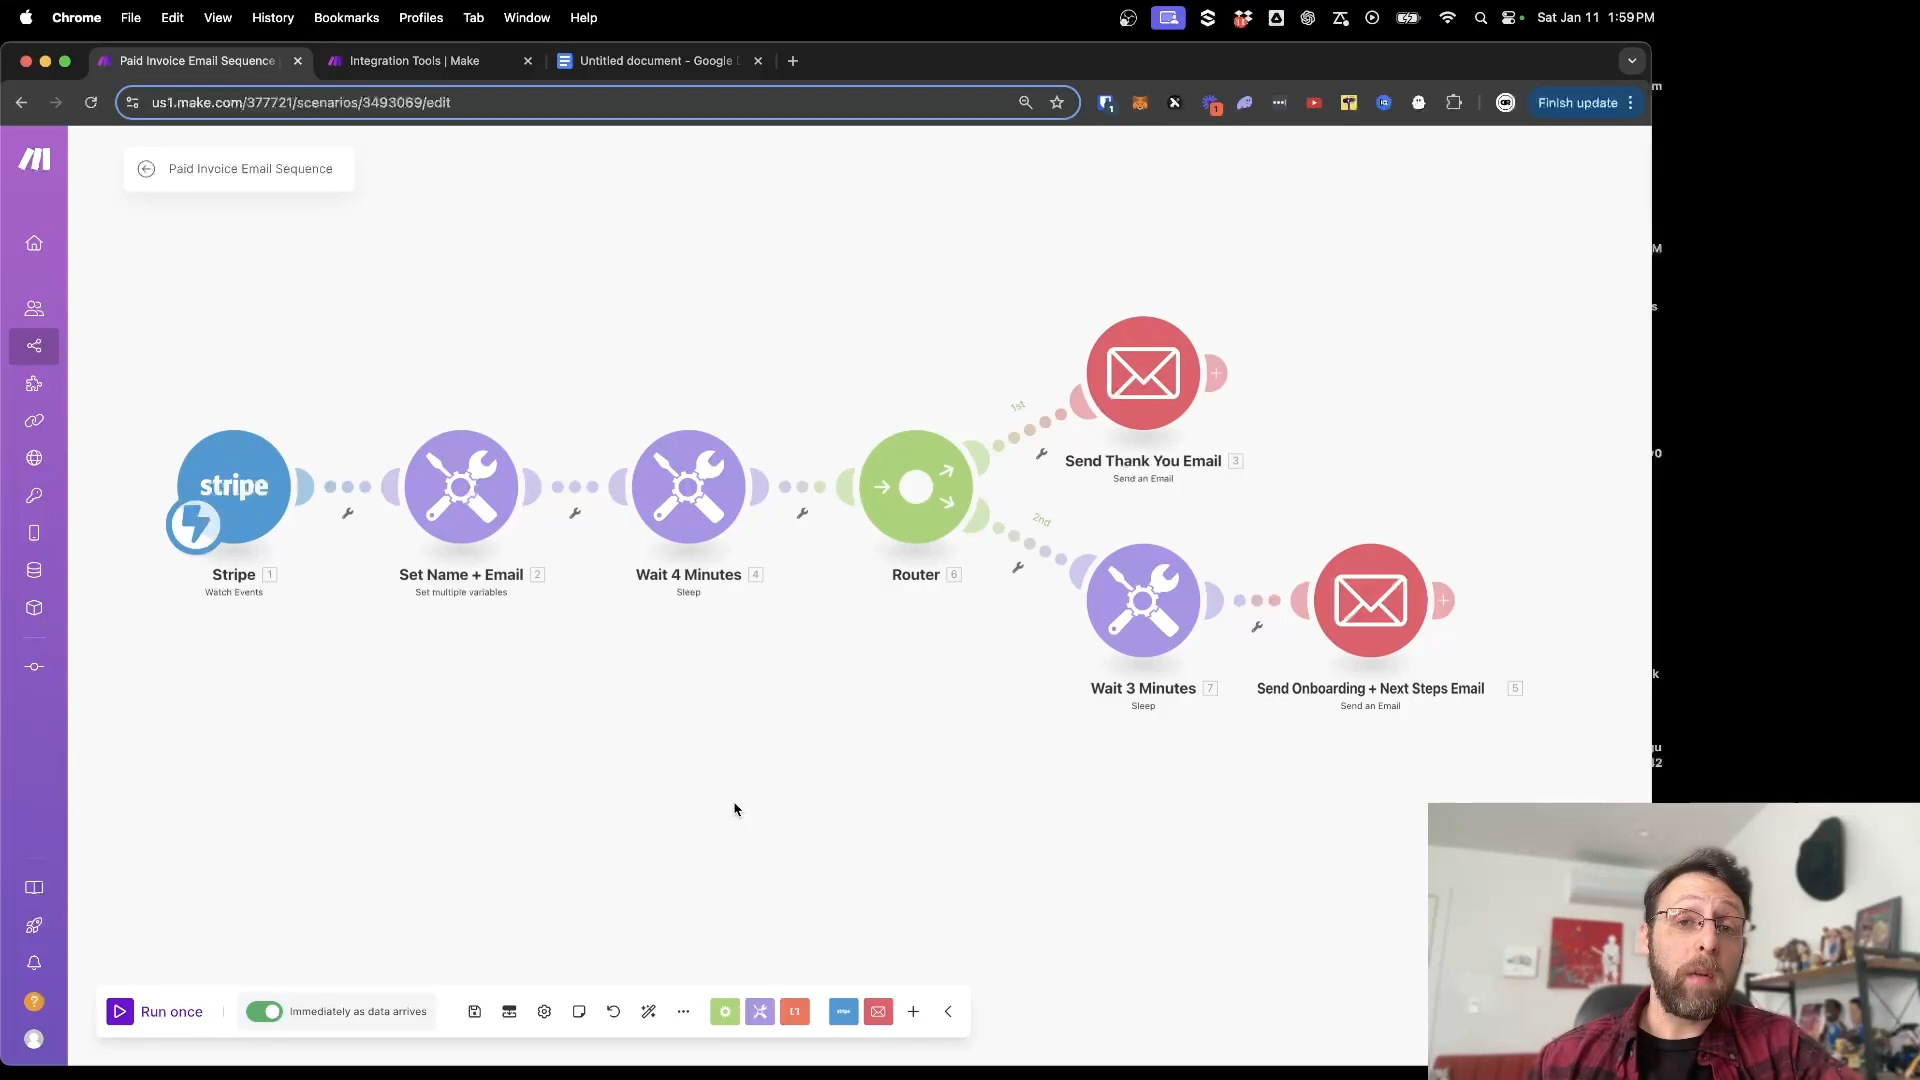 Chrome File Edit View History Bookmarks Profiles Tab Window Help Sat Jan 11 1:59 PM
Paid Invoice Email Sequence Integration Tools | Make Untitled document - Google
us1.make.com/377721/scenarios/3493069/edit Finish update
Paid Invoice Email Sequence
1st
Send Thank You Email 3
Send an Email
stripe
2nd
Stripe 1
Watch Events
Set Name + Email 2
Set multiple variables
Wait 4 Minutes 4
Sleep
Router 6
Wait 3 Minutes 7
Sleep
Send Onboarding + Next Steps Email 5
Send an Email
Run once Immediately as data arrives